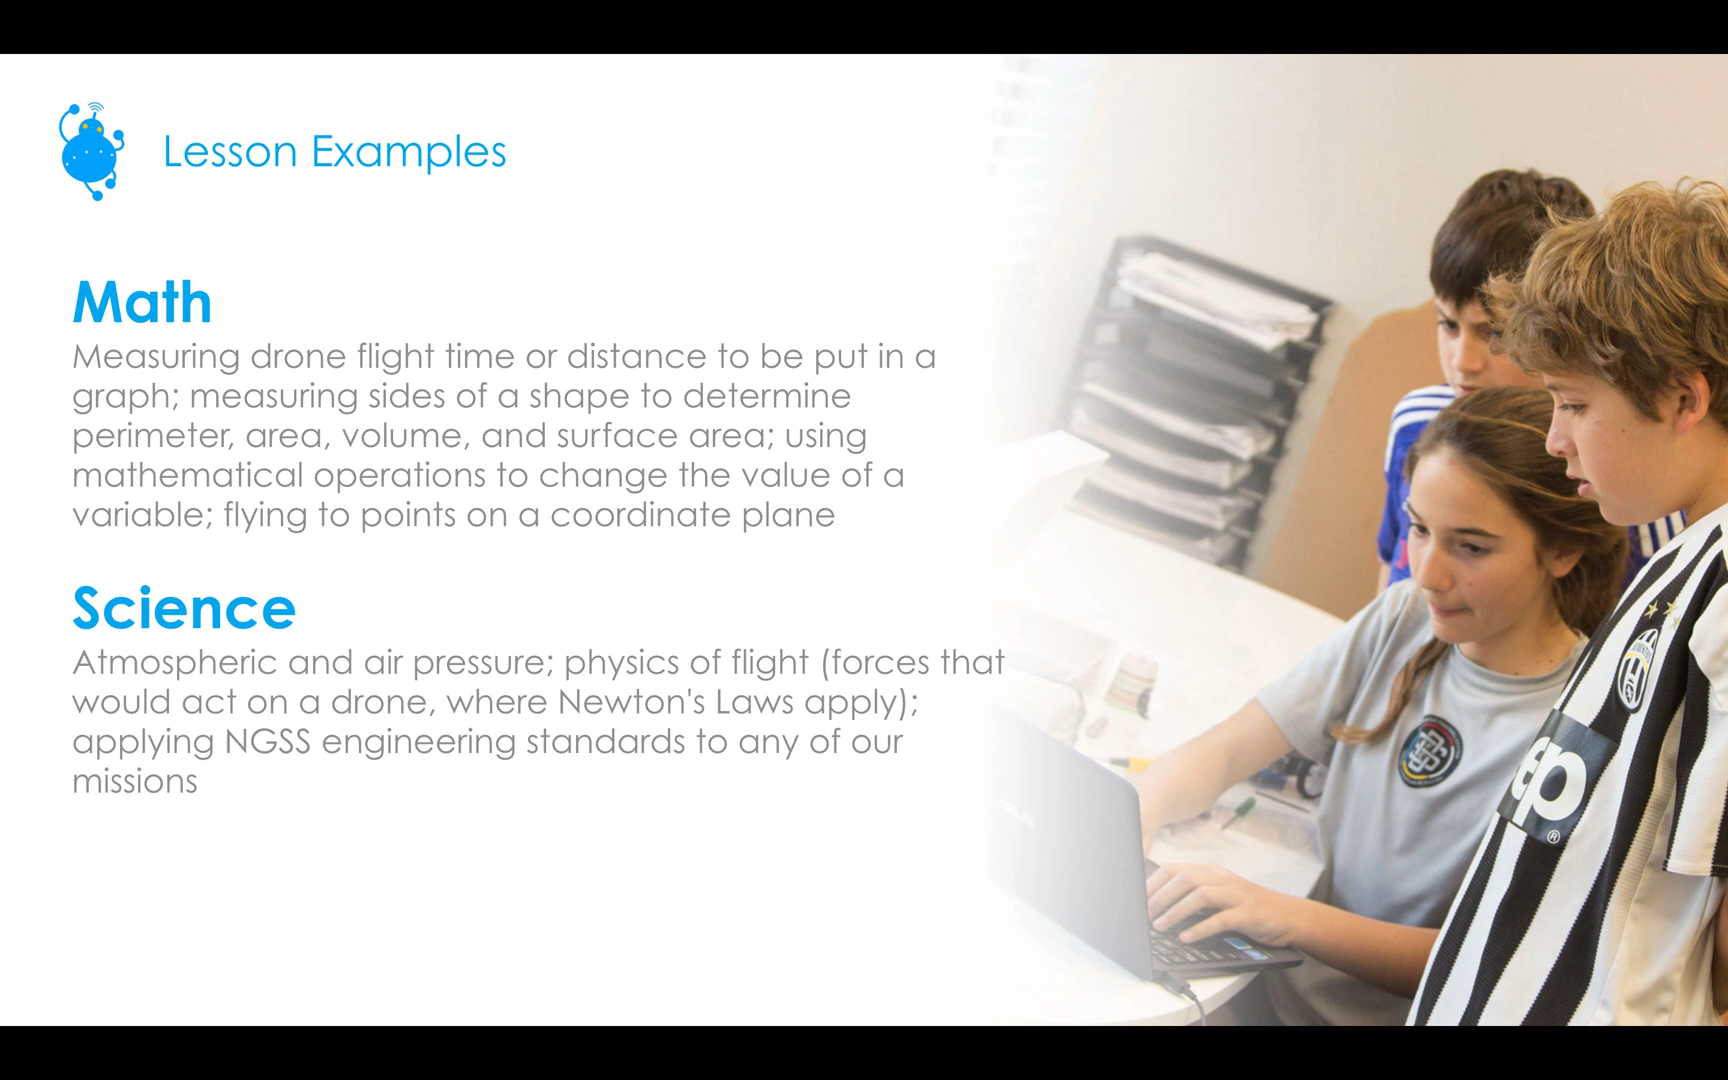 Lesson Examples
Math
Measuring drone flight time or distance to be put in a
graph; measuring sides of a shape to determine
perimeter, area, volume, and surface area; using
mathematical operations to change the value of a
variable; flying to points on a coordinate plane
Science
Atmospheric and air pressure; physics of flight (forces that
would act on a drone, where Newton's Laws apply);
applying NGSS engineering standards to any of our
missions
ep
®